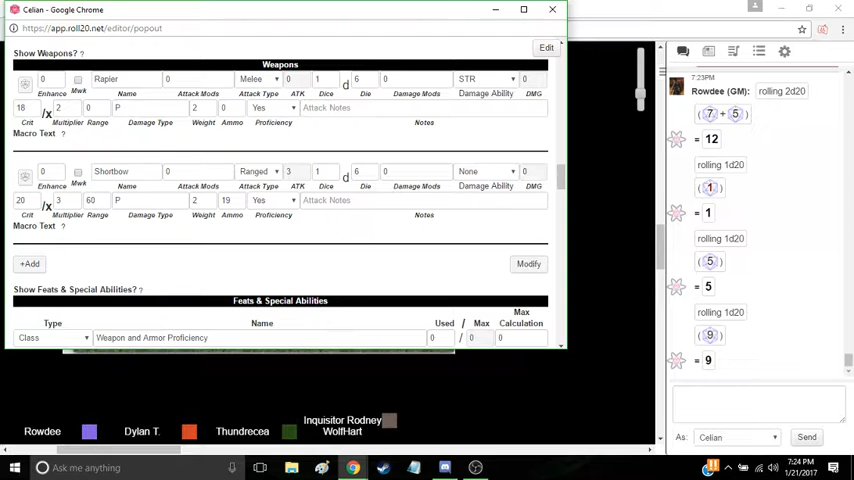 Celian - Google Chrome
https://app.roll20.net/editor/popout
Show Weapons? ?
Edit
Weapons
0 Rapier 0 Melee 0 1 d 6 0 STR 0
Enhance Mwk Name Attack Mods Attack Type ATK Dice Die Damage Mods Damage Ability DMG
18 /x 2 0 P 2 0 Yes Attack Notes
Crit Multiplier Range Damage Type Weight Ammo Proficiency Notes
Macro Text ?
0 Shortbow 0 Ranged 3 1 d 6 0 None 0
Enhance Mwk Name Attack Mods Attack Type ATK Dice Die Damage Mods Damage Ability DMG
20 /x 3 60 P 2 19 Yes Attack Notes
Crit Multiplier Range Damage Type Weight Ammo Proficiency Notes
Macro Text ?
+Add
Modify
Show Feats & Special Abilities? ?
Feats & Special Abilities
Type Name Used / Max Max Calculation
Class Weapon and Armor Proficiency 0 / 0 0
7:23PM
Rowdee (GM): rolling 2d20
(7 + 5)
= 12
rolling 1d20
(1)
= 1
rolling 1d20
(5)
= 5
rolling 1d20
(9)
= 9
As: Celian
Send
Rowdee
Dylan T.
Thundrecea
Inquisitor Rodney WolfHart
Ask me anything
7:24 PM
1/21/2017